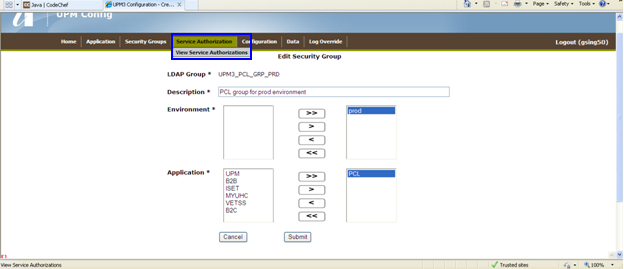 Java | CodeChef
UPM3 Configuration - Cre...
Page
Safety
Tools
UPM Config
Home
Application
Security Groups
Service Authorization
Configuration
Data
Log Override
Logout (gsing50)
View Service Authorizations
Edit Security Group
LDAP Group * UPM3_PCL_GRP_PRD
Description * PCL group for prod environment
Environment *
>>
>
<
<<
prod
Application *
UPM
B2B
ISET
MYUHC
VETSS
B2C
>>
>
<
<<
PCL
Cancel
Submit
View Service Authorizations
Trusted sites
100%